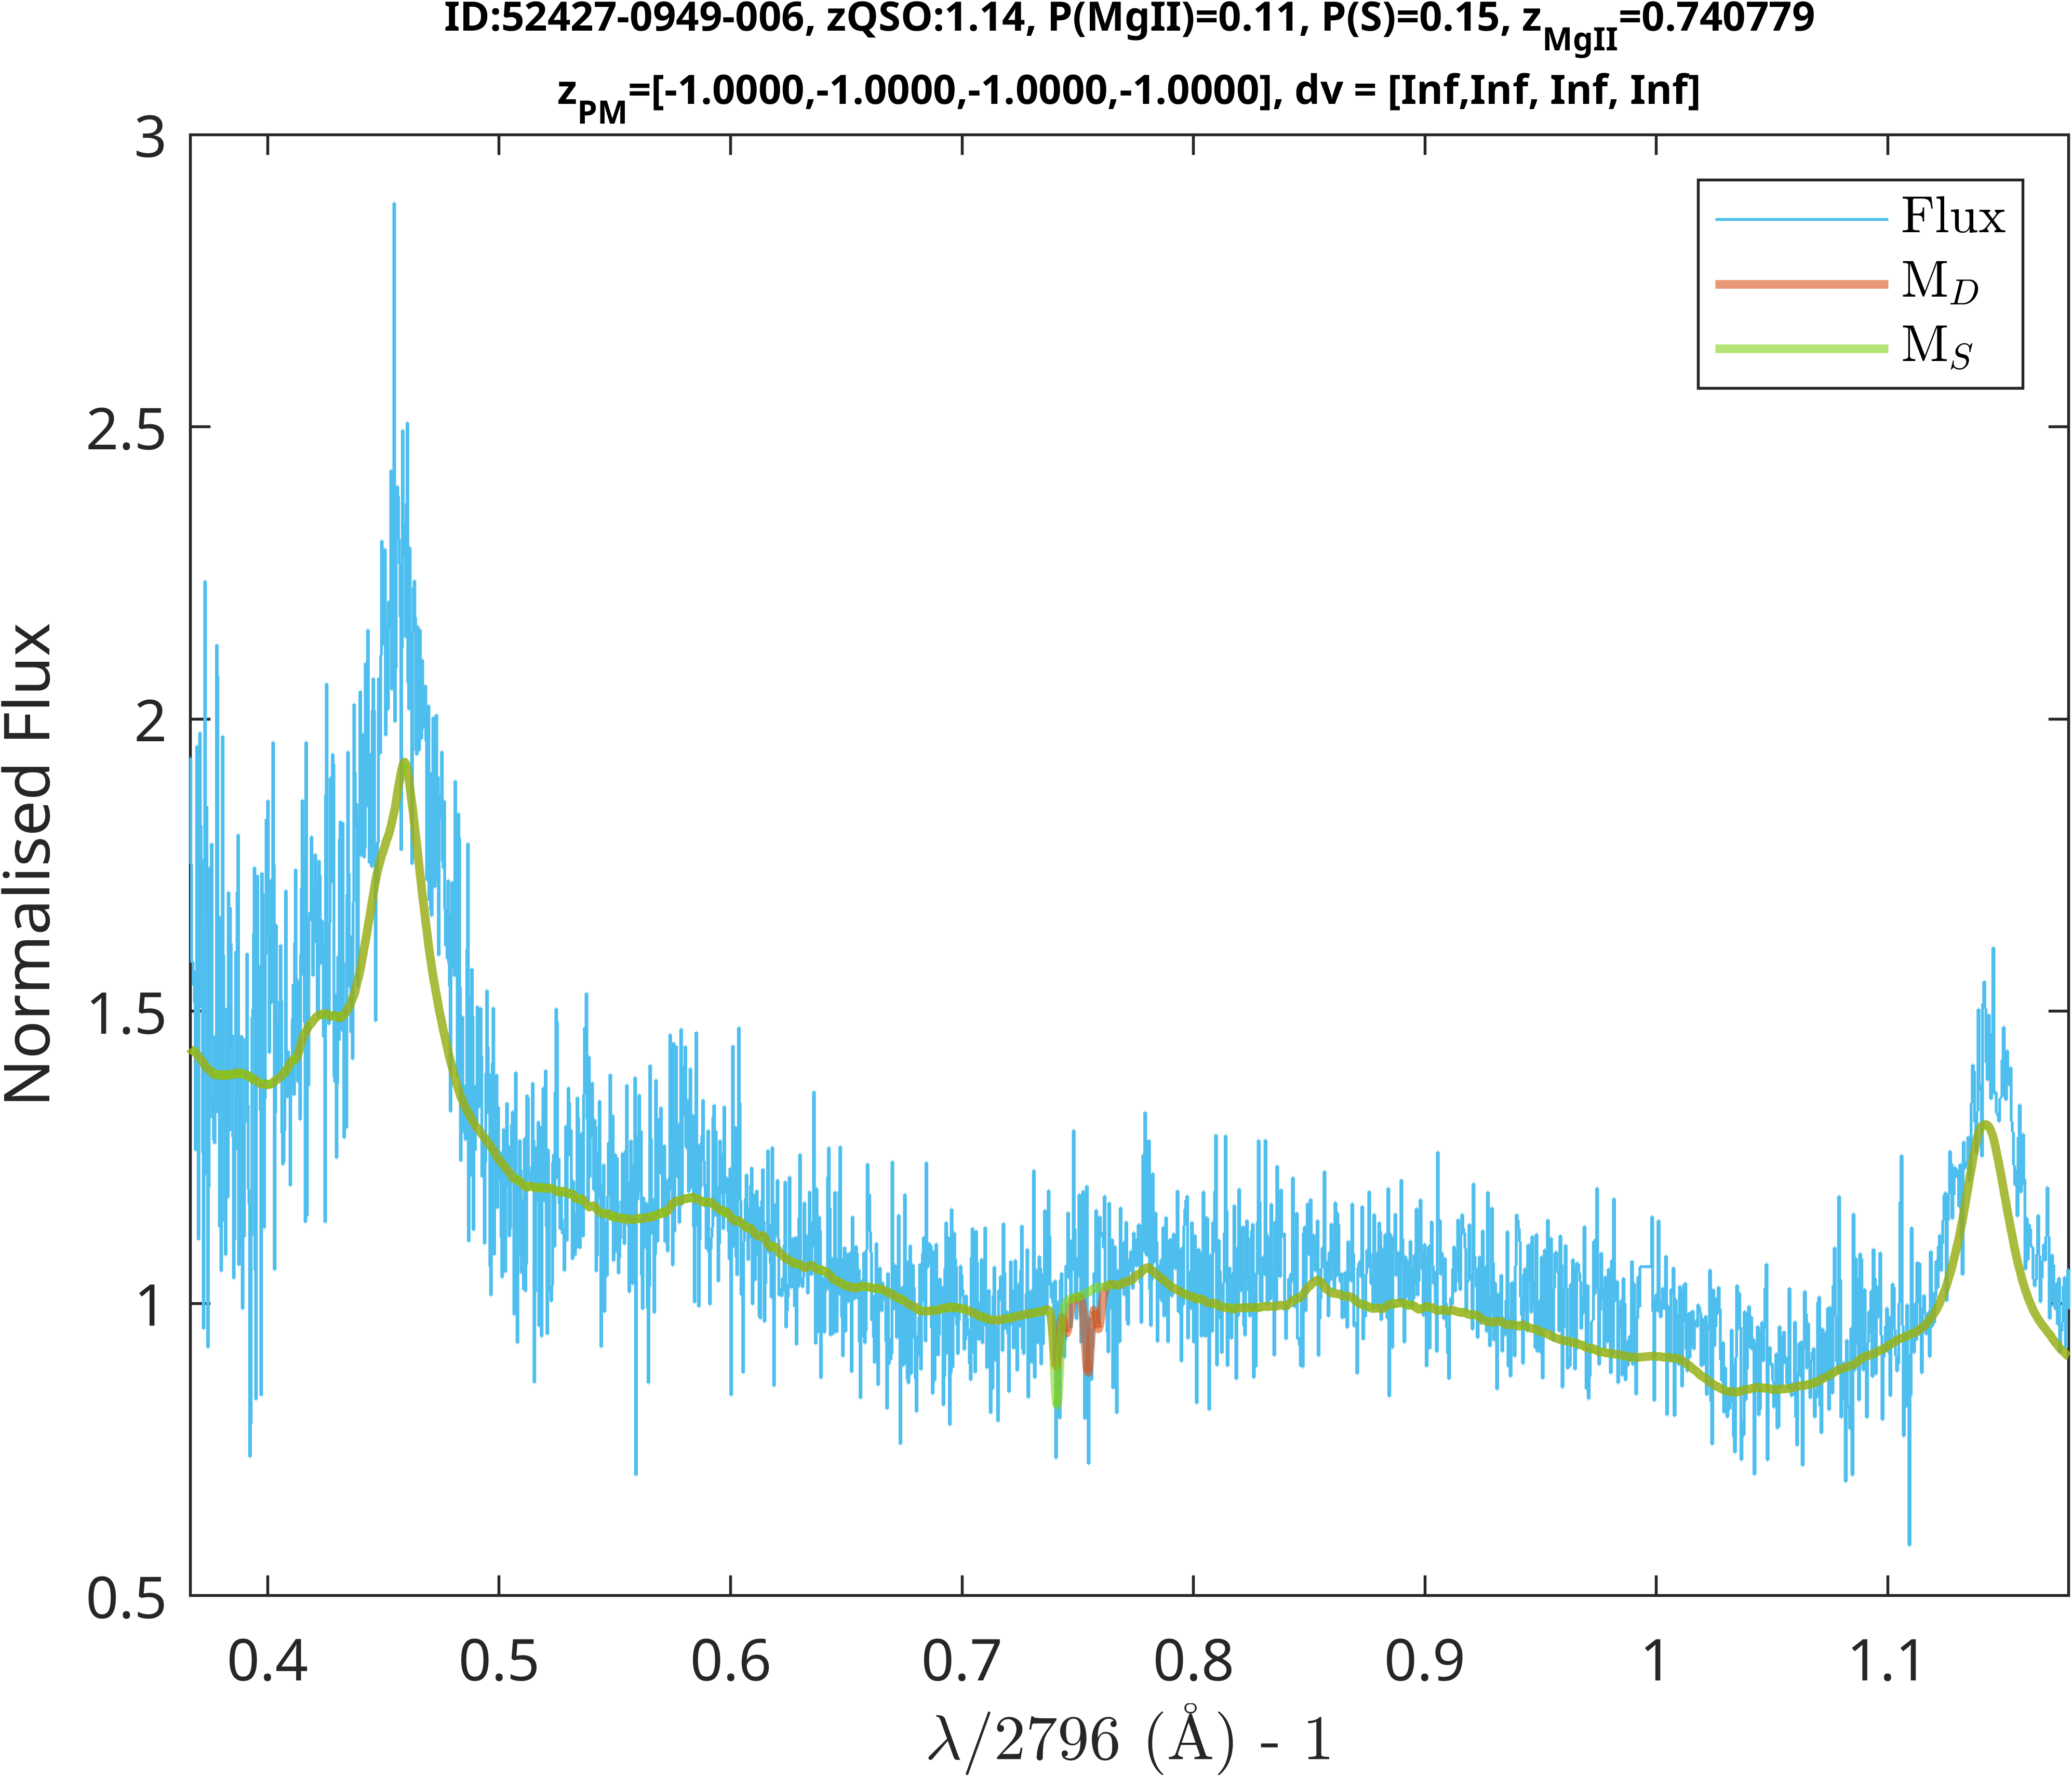 ID:52427-0949-006, zQSO:1.14, P(MgII)=0.11, P(S)=0.15, zMgII=0.740779
zPM=[-1.0000,-1.0000,-1.0000,-1.0000], dv = [Inf,Inf, Inf, Inf]
3
2.5
2
1.5
1
0.5
Normalised Flux
Flux
MD
MS
0.4 0.5 0.6 0.7 0.8 0.9 1 1.1
λ/2796 (Å) - 1